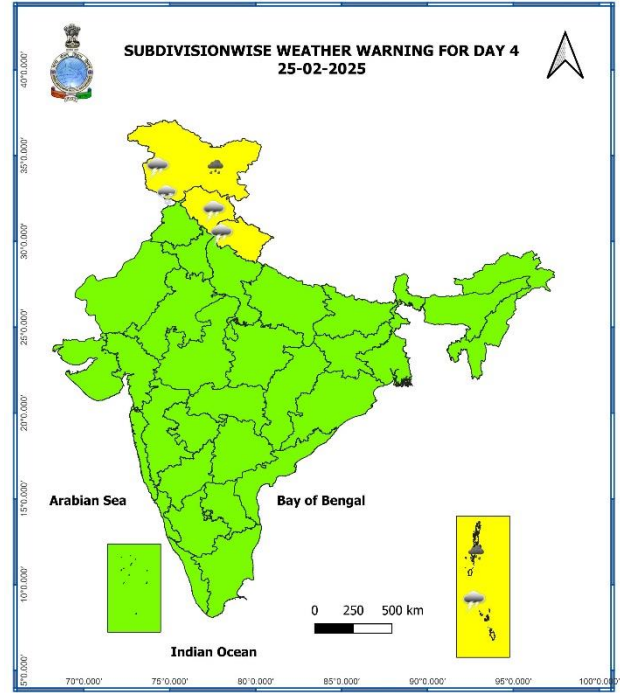 SUBDIVISIONWISE WEATHER WARNING FOR DAY 4
25-02-2025
40°0.000'
35°0.000'
30°0.000'
25°0.000'
20°0.000'
15°0.000'
10°0.000'
5°0.000'
Arabian Sea
Bay of Bengal
0 250 500 km
Indian Ocean
70°0.000' 75°0.000' 80°0.000' 85°0.000' 90°0.000' 95°0.000' 100°0.000'